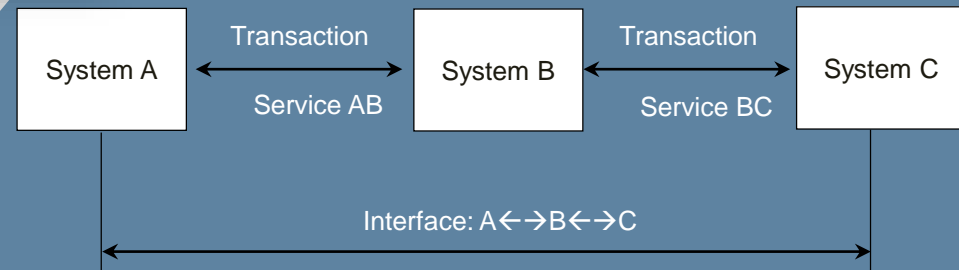 Transaction
Transaction
System A
System B
System C
Service AB
Service BC
Interface: A←→B←→C